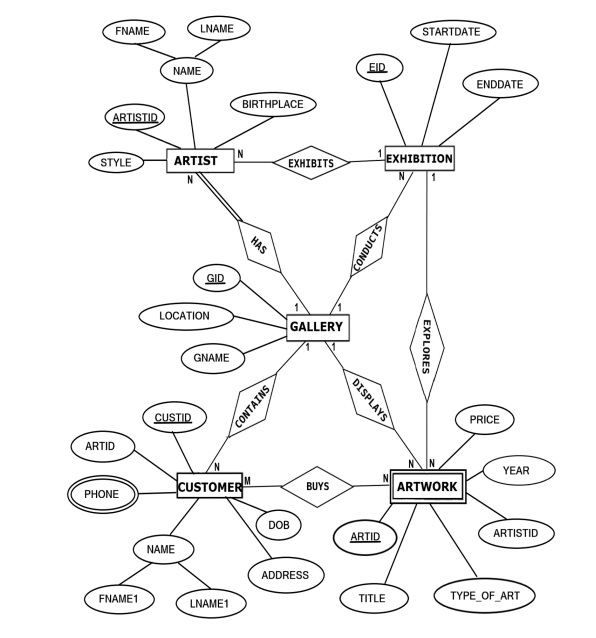 FNAME
LNAME
STARTDATE
NAME
EID
ENDDATE
ARTISTID
BIRTHPLACE
STYLE
ARTIST
N
EXHIBITS
1
EXHIBITION
N
N
1
HAS
CONDUCTS
GID
LOCATION
1
1
GALLERY
GNAME
1
1
EXPLORES
CONTAINS
DISPLAYS
CUSTID
PRICE
ARTID
N
N
N
YEAR
PHONE
CUSTOMER
M
BUYS
N
ARTWORK
DOB
ARTID
ARTISTID
NAME
ADDRESS
FNAME1
LNAME1
TITLE
TYPE_OF_ART